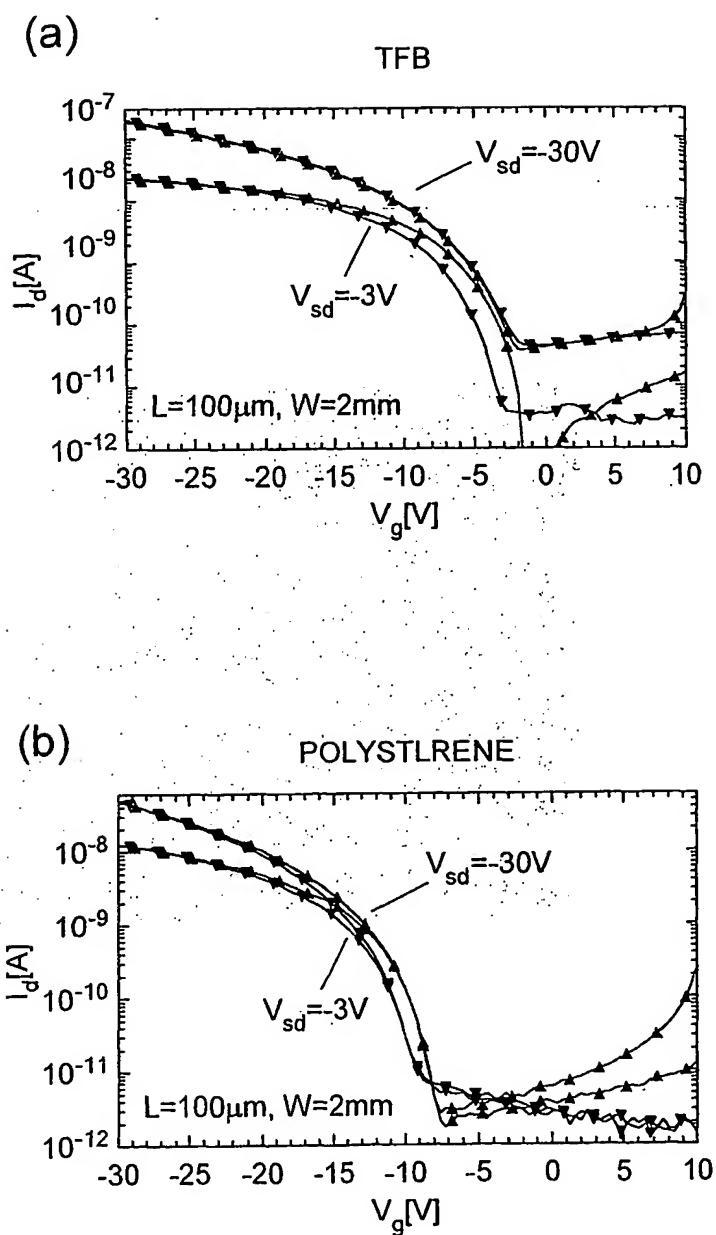 (a)
TFB
10⁻⁷
10⁻⁸
10⁻⁹
10⁻¹⁰
10⁻¹¹
10⁻¹²
I_d[A]
V_sd=-30V
V_sd=-3V
L=100μm, W=2mm
-30 -25 -20 -15 -10 -5 0 5 10
V_g[V]
(b)
POLYSTLRENE
10⁻⁸
10⁻⁹
10⁻¹⁰
10⁻¹¹
10⁻¹²
I_d[A]
V_sd=-30V
V_sd=-3V
L=100μm, W=2mm
-30 -25 -20 -15 -10 -5 0 5 10
V_g[V]